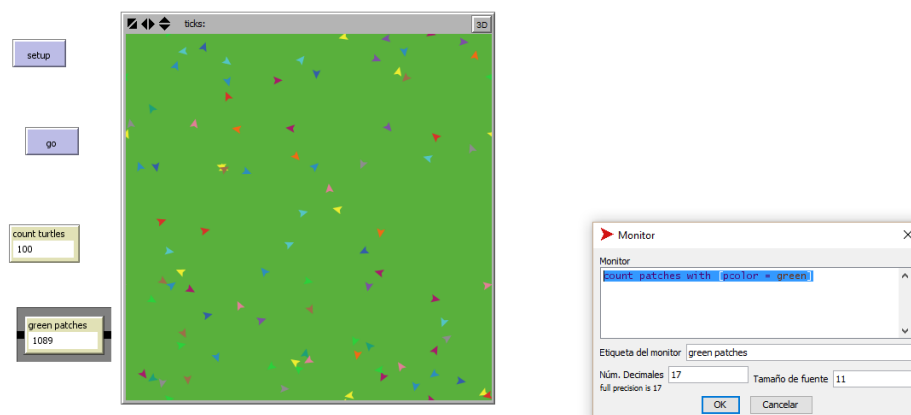 ticks:
3D
setup
go
count turtles
100
green patches
1089
Monitor
Monitor
count patches with [pcolor = green]
Etiqueta del monitor green patches
Núm. Decimales 17 Tamaño de fuente 11
full precision is 17
OK Cancelar